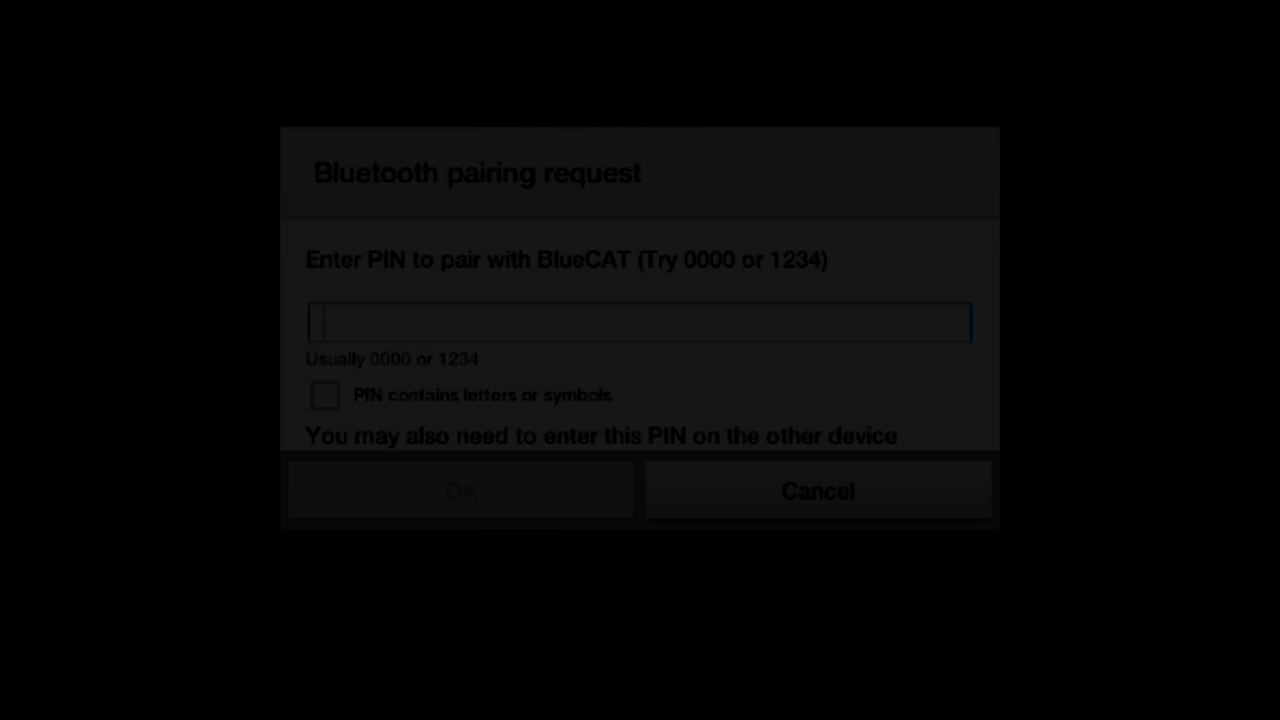 Bluetooth pairing request
Enter PIN to pair with BlueCAT (Try 0000 or 1234)
Usually 0000 or 1234
PIN contains letters or symbols
You may also need to enter this PIN on the other device
OK
Cancel